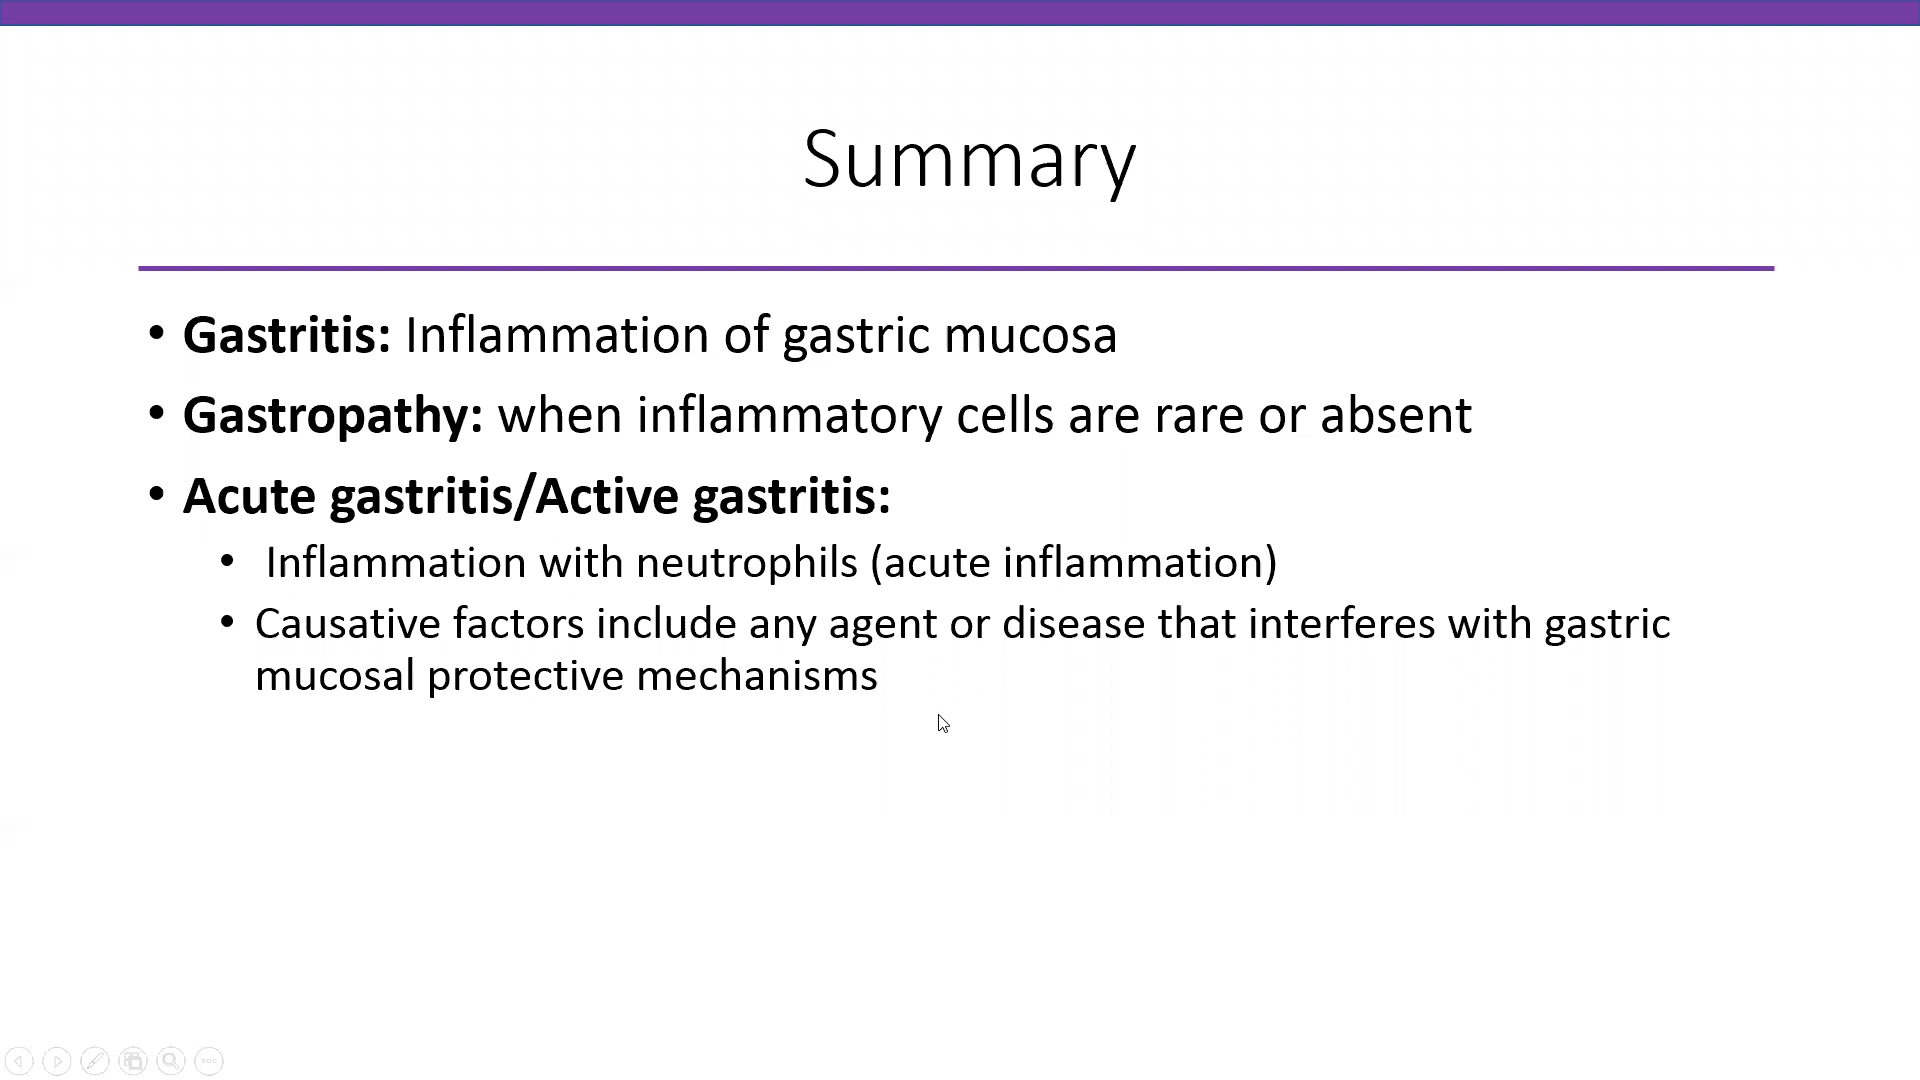 Summary
• Gastritis: Inflammation of gastric mucosa
• Gastropathy: when inflammatory cells are rare or absent
• Acute gastritis/Active gastritis:
• Inflammation with neutrophils (acute inflammation)
• Causative factors include any agent or disease that interferes with gastric
mucosal protective mechanisms